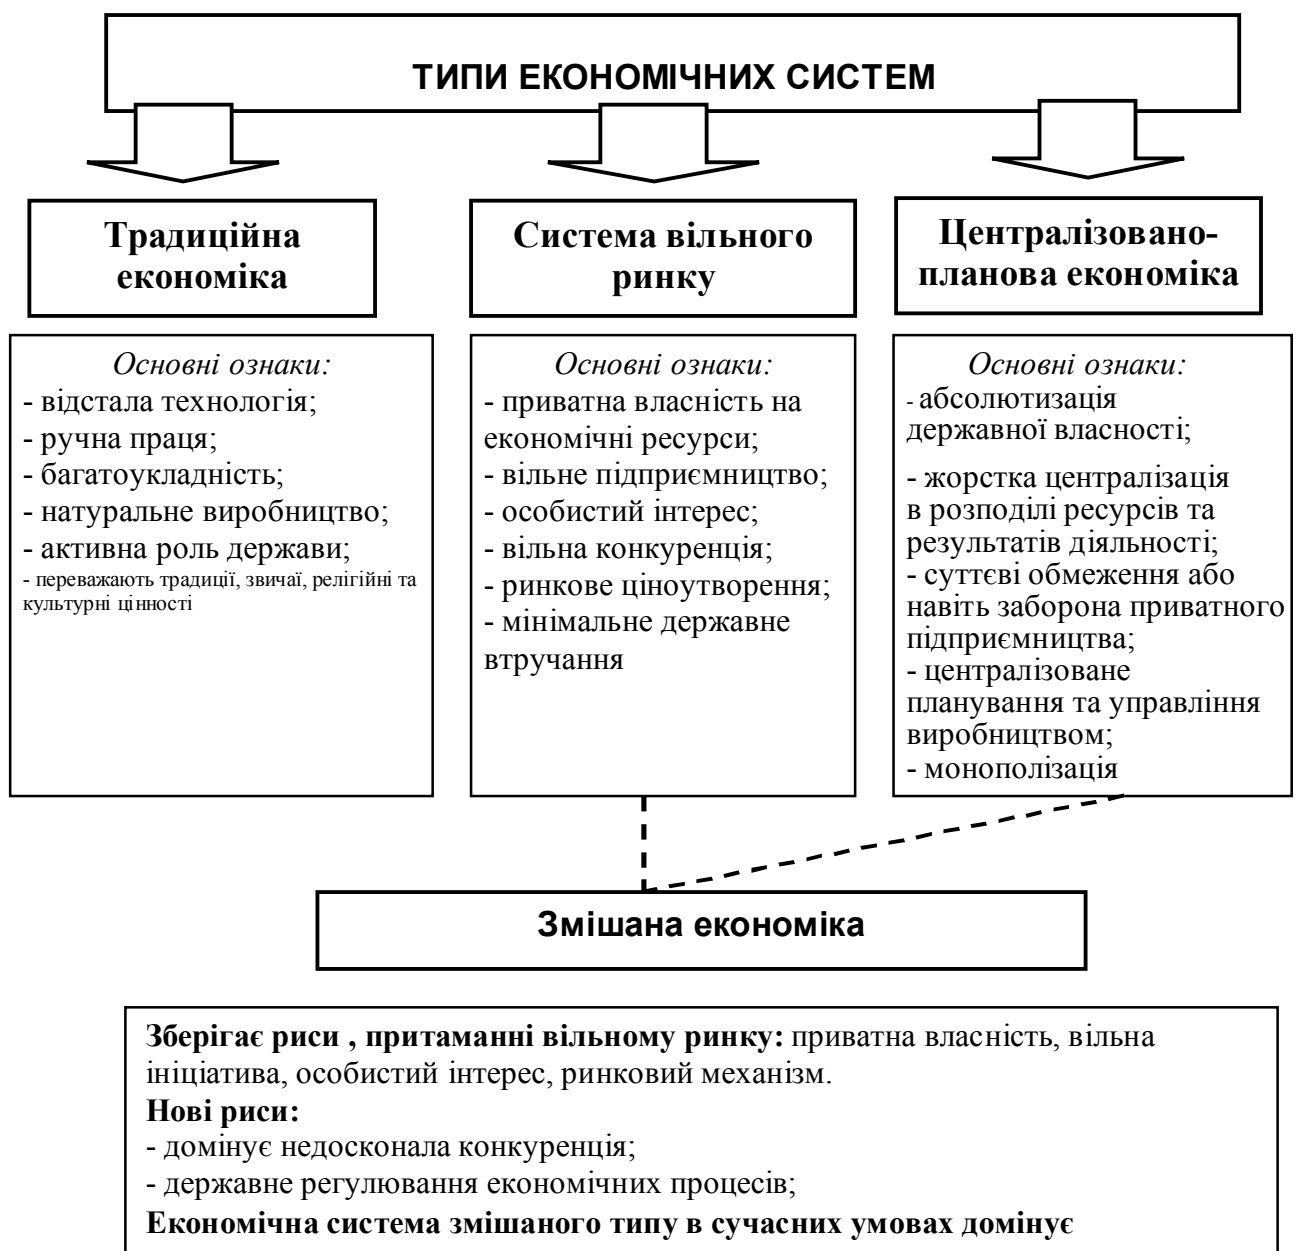 ТИПИ ЕКОНОМІЧНИХ СИСТЕМ
Традиційна
економіка
Основні ознаки:
- відстала технологія;
- ручна праця;
- багатоукладність;
- натуральне виробництво;
- активна роль держави;
- переважають традиції, звичаї, релігійні та
культурні цінності
Система вільного
ринку
Основні ознаки:
- приватна власність на
економічні ресурси;
- вільне підприємництво;
- особистий інтерес;
- вільна конкуренція;
- ринкове ціноутворення;
- мінімальне державне
втручання
Централізовано-
планова економіка
Основні ознаки:
- абсолютизація
державної власності;
- жорстка централізація
в розподілі ресурсів та
результатів діяльності;
- суттєві обмеження або
навіть заборона приватного
підприємництва;
- централізоване
планування та управління
виробництвом;
- монополізація
Змішана економіка
Зберігає риси , притаманні вільному ринку: приватна власність, вільна
ініціатива, особистий інтерес, ринковий механізм.
Нові риси:
- домінує недосконала конкуренція;
- державне регулювання економічних процесів;
Економічна система змішаного типу в сучасних умовах домінує